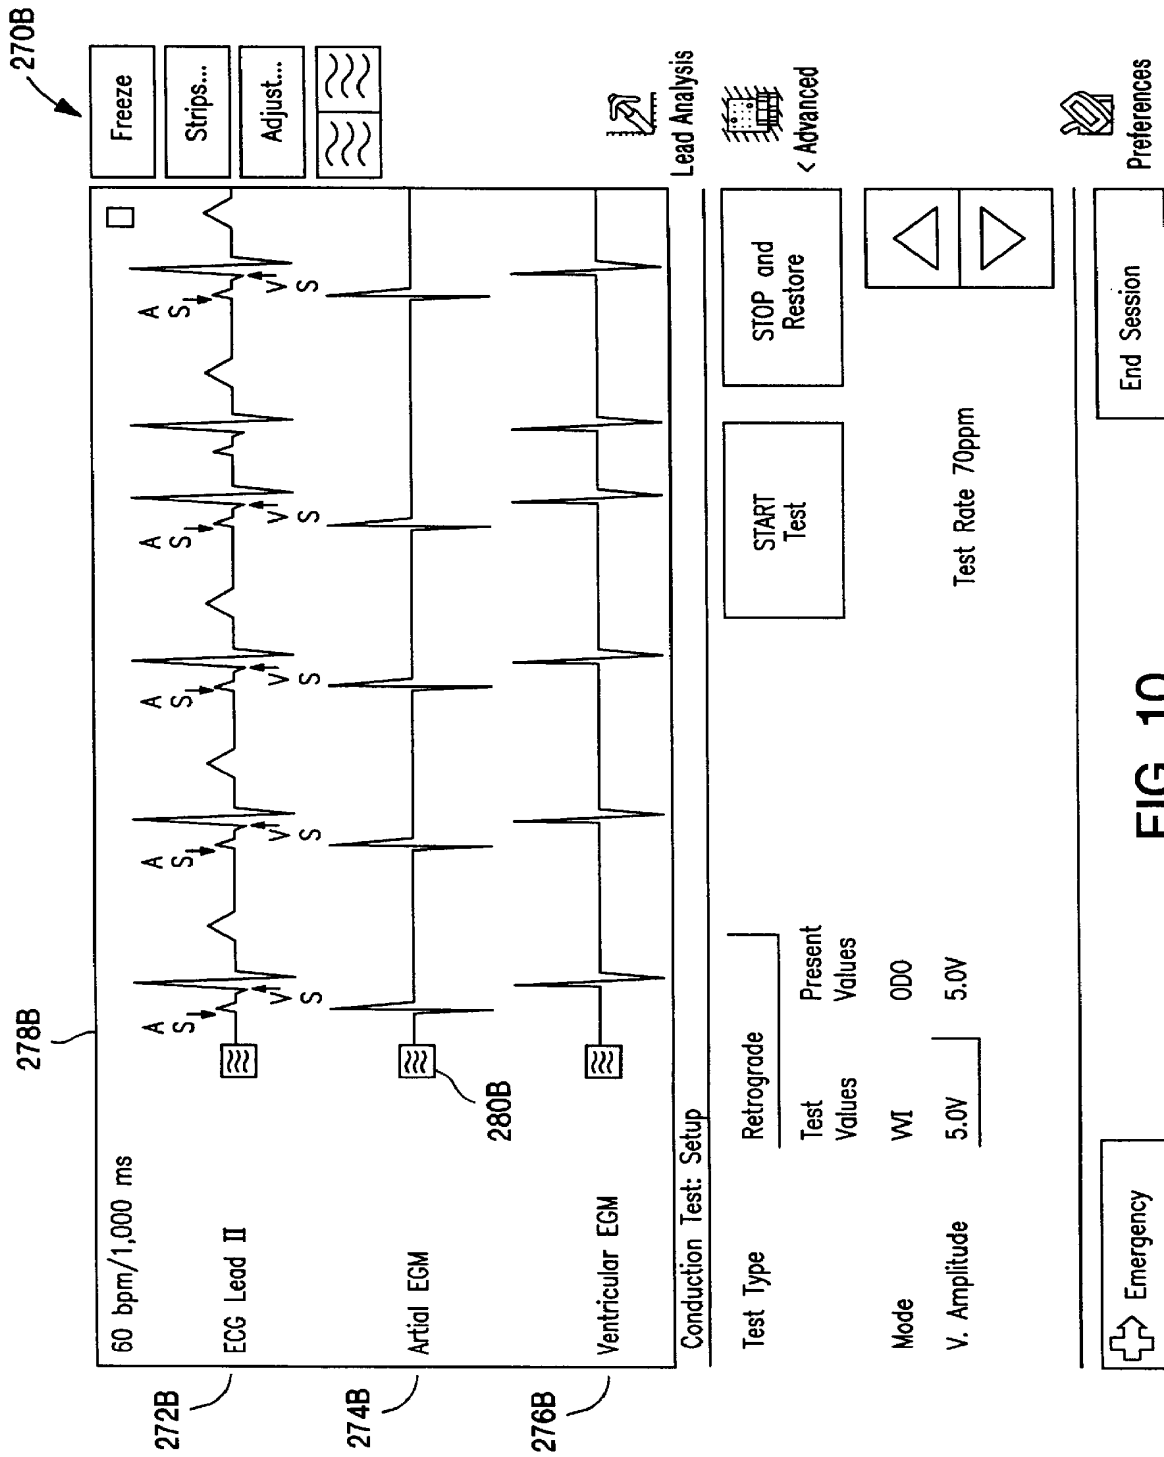 270B
278B
Freeze
Strips...
Adjust...
60 bpm/1,000 ms
272B
ECG Lead II
A
S
V
S
A
S
V
S
A
S
V
S
A
S
V
S
A
S
V
S
274B
Artial EGM
280B
276B
Ventricular EGM
Lead Analysis
< Advanced
Preferences
Conduction Test: Setup
Test Type
Retrograde
START
Test
STOP and
Restore
Test
Values
Present
Values
Mode
VVI
ODO
V. Amplitude
5.0V
5.0V
Test Rate 70ppm
Emergency
End Session
FIG. 10